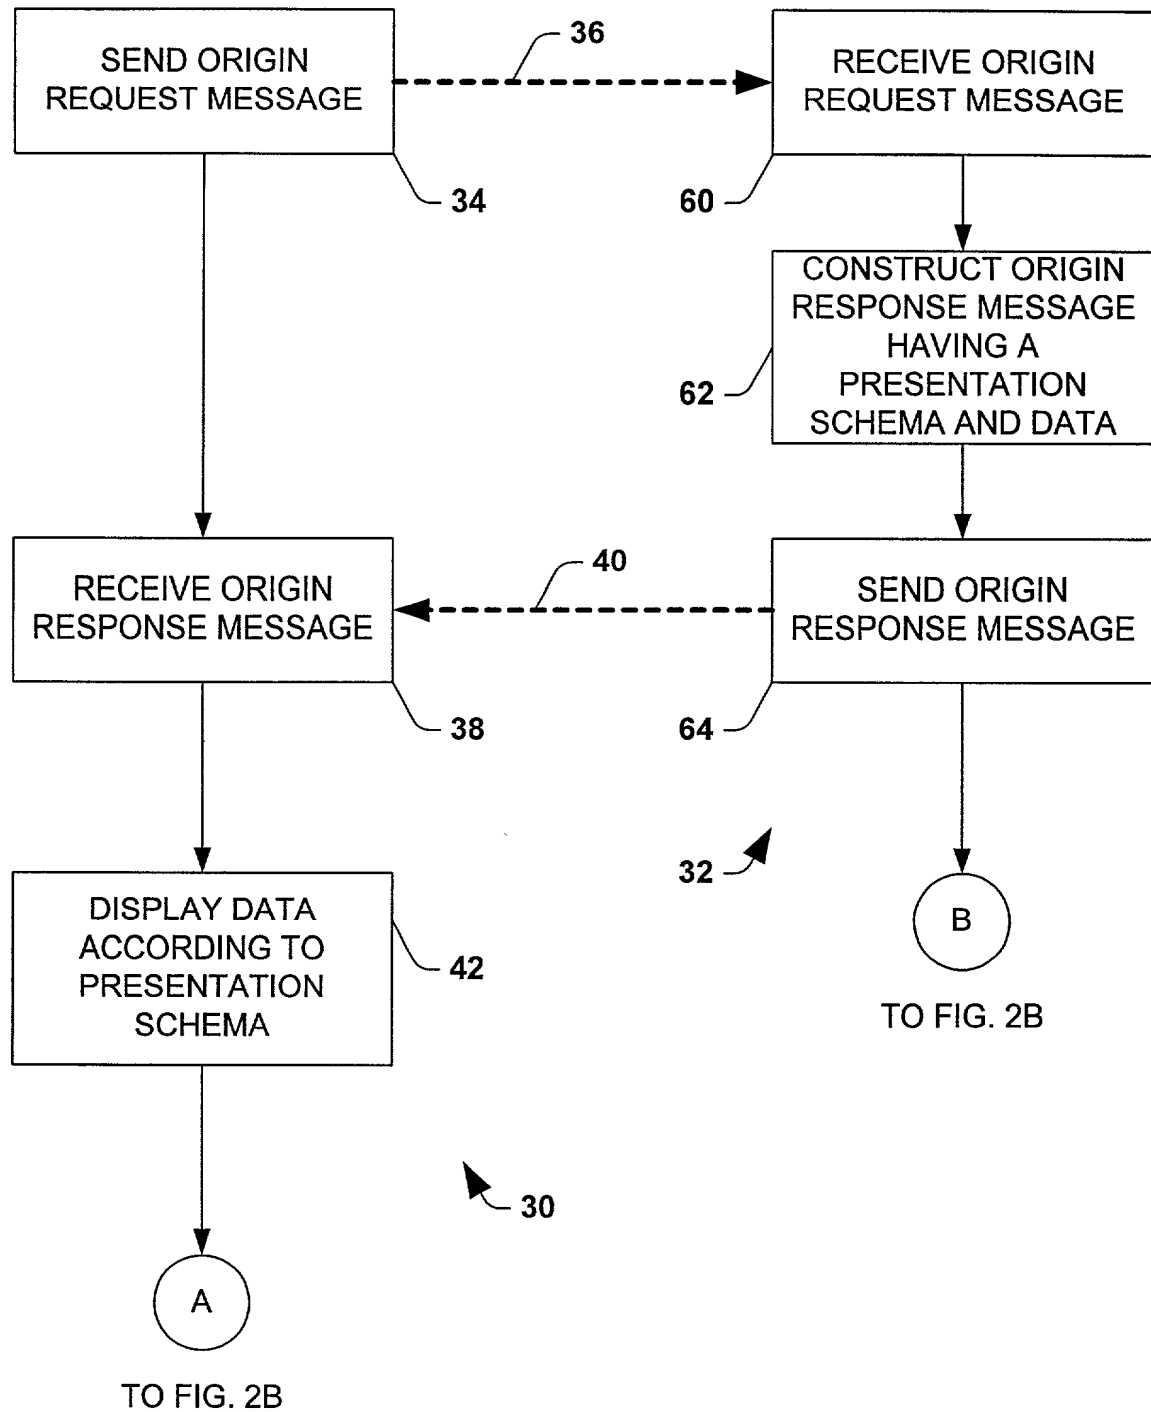 SEND ORIGIN
REQUEST MESSAGE
36
RECEIVE ORIGIN
REQUEST MESSAGE
34
60
CONSTRUCT ORIGIN
RESPONSE MESSAGE
HAVING A
PRESENTATION
SCHEMA AND DATA
62
RECEIVE ORIGIN
RESPONSE MESSAGE
40
SEND ORIGIN
RESPONSE MESSAGE
38
64
32
DISPLAY DATA
ACCORDING TO
PRESENTATION
SCHEMA
42
B
TO FIG. 2B
30
A
TO FIG. 2B